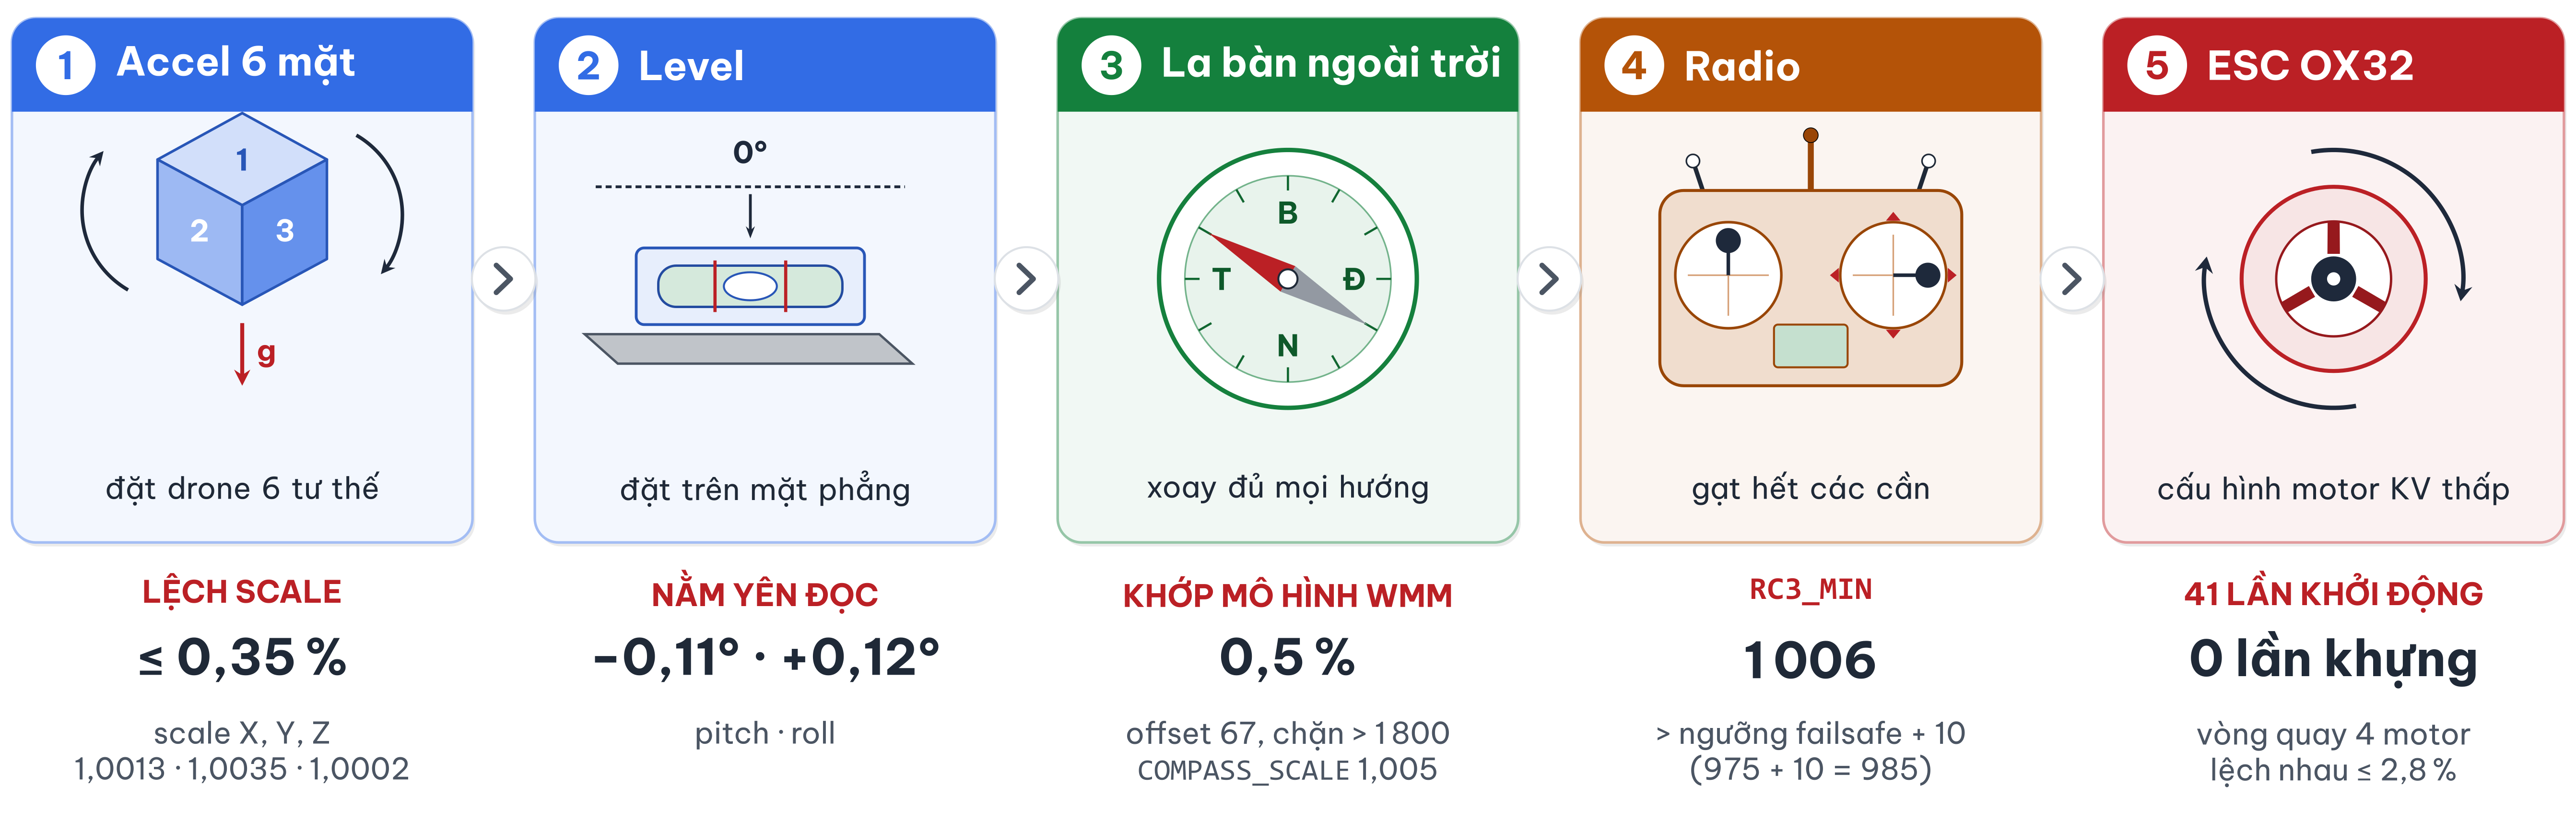 1 Accel 6 mặt
1
2
3
g
đặt drone 6 tư thế
LỆCH SCALE
≤ 0,35 %
scale X, Y, Z
1,0013 · 1,0035 · 1,0002
2 Level
0°
đặt trên mặt phẳng
NẰM YÊN ĐỌC
−0,11° · +0,12°
pitch · roll
3 La bàn ngoài trời
B
T
Đ
N
xoay đủ mọi hướng
KHỚP MÔ HÌNH WMM
0,5 %
offset 67, chặn > 1 800
COMPASS_SCALE 1,005
4 Radio
gạt hết các cần
RC3_MIN
1 006
> ngưỡng failsafe + 10
(975 + 10 = 985)
5 ESC OX32
cấu hình motor KV thấp
41 LẦN KHỞI ĐỘNG
0 lần khựng
vòng quay 4 motor
lệch nhau ≤ 2,8 %